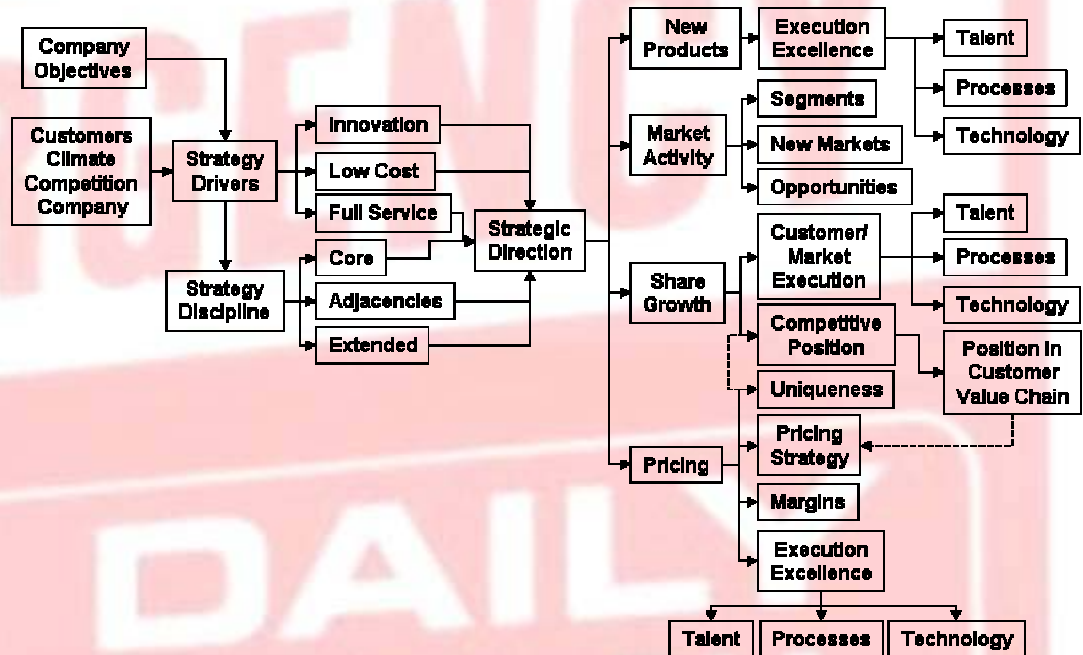 Company
Objectives
Customers
Climate
Competition
Company
Strategy
Drivers
Strategy
Discipline
Innovation
Low Cost
Full Service
Core
Adjacencies
Extended
Strategic
Direction
New
Products
Execution
Excellence
Talent
Processes
Technology
Market
Activity
Segments
New Markets
Opportunities
Share
Growth
Customer/
Market
Execution
Talent
Processes
Technology
Competitive
Position
Position in
Customer
Value Chain
Pricing
Uniqueness
Pricing
Strategy
Margins
Execution
Excellence
Talent
Processes
Technology
RGENCY
DAILY